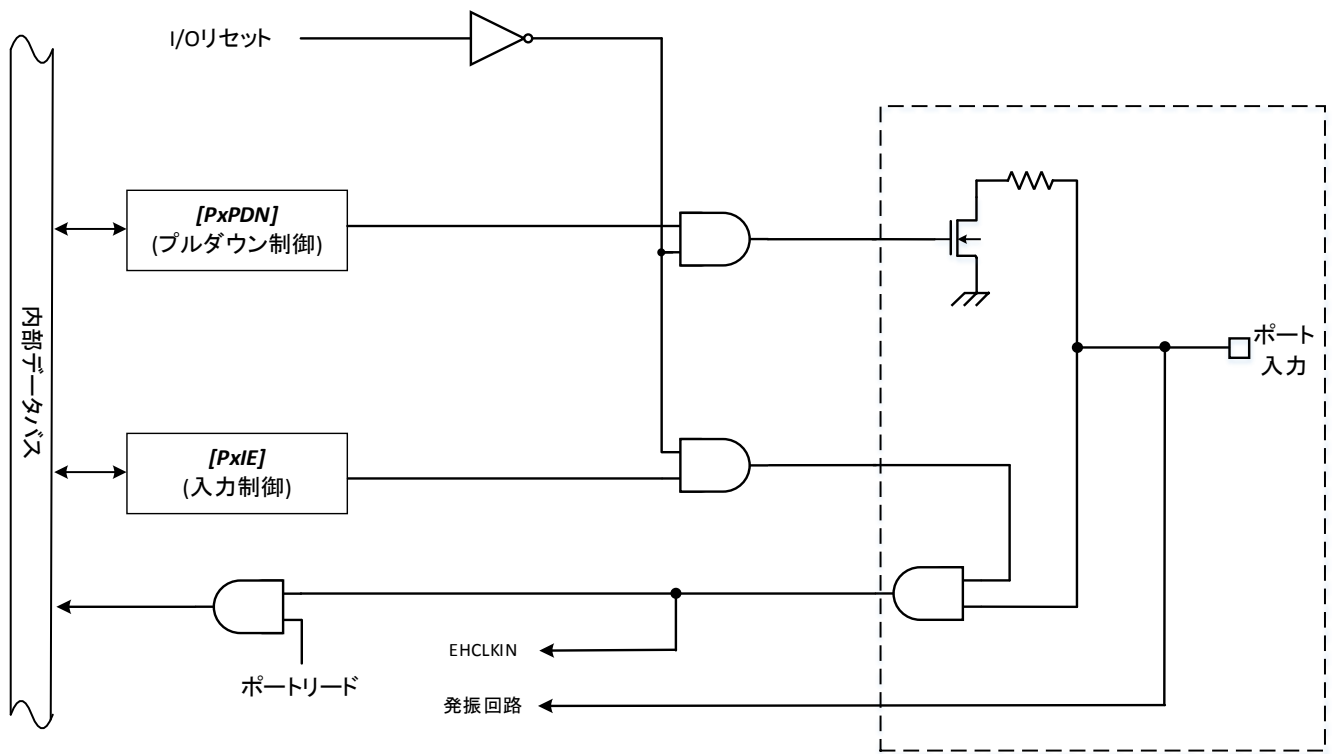 I/Oリセット
[PxPDN]
(プルダウン制御)
内部データバス
ポート
入力
[PxIE]
(入力制御)
EHCLKIN
ポートリード
発振回路